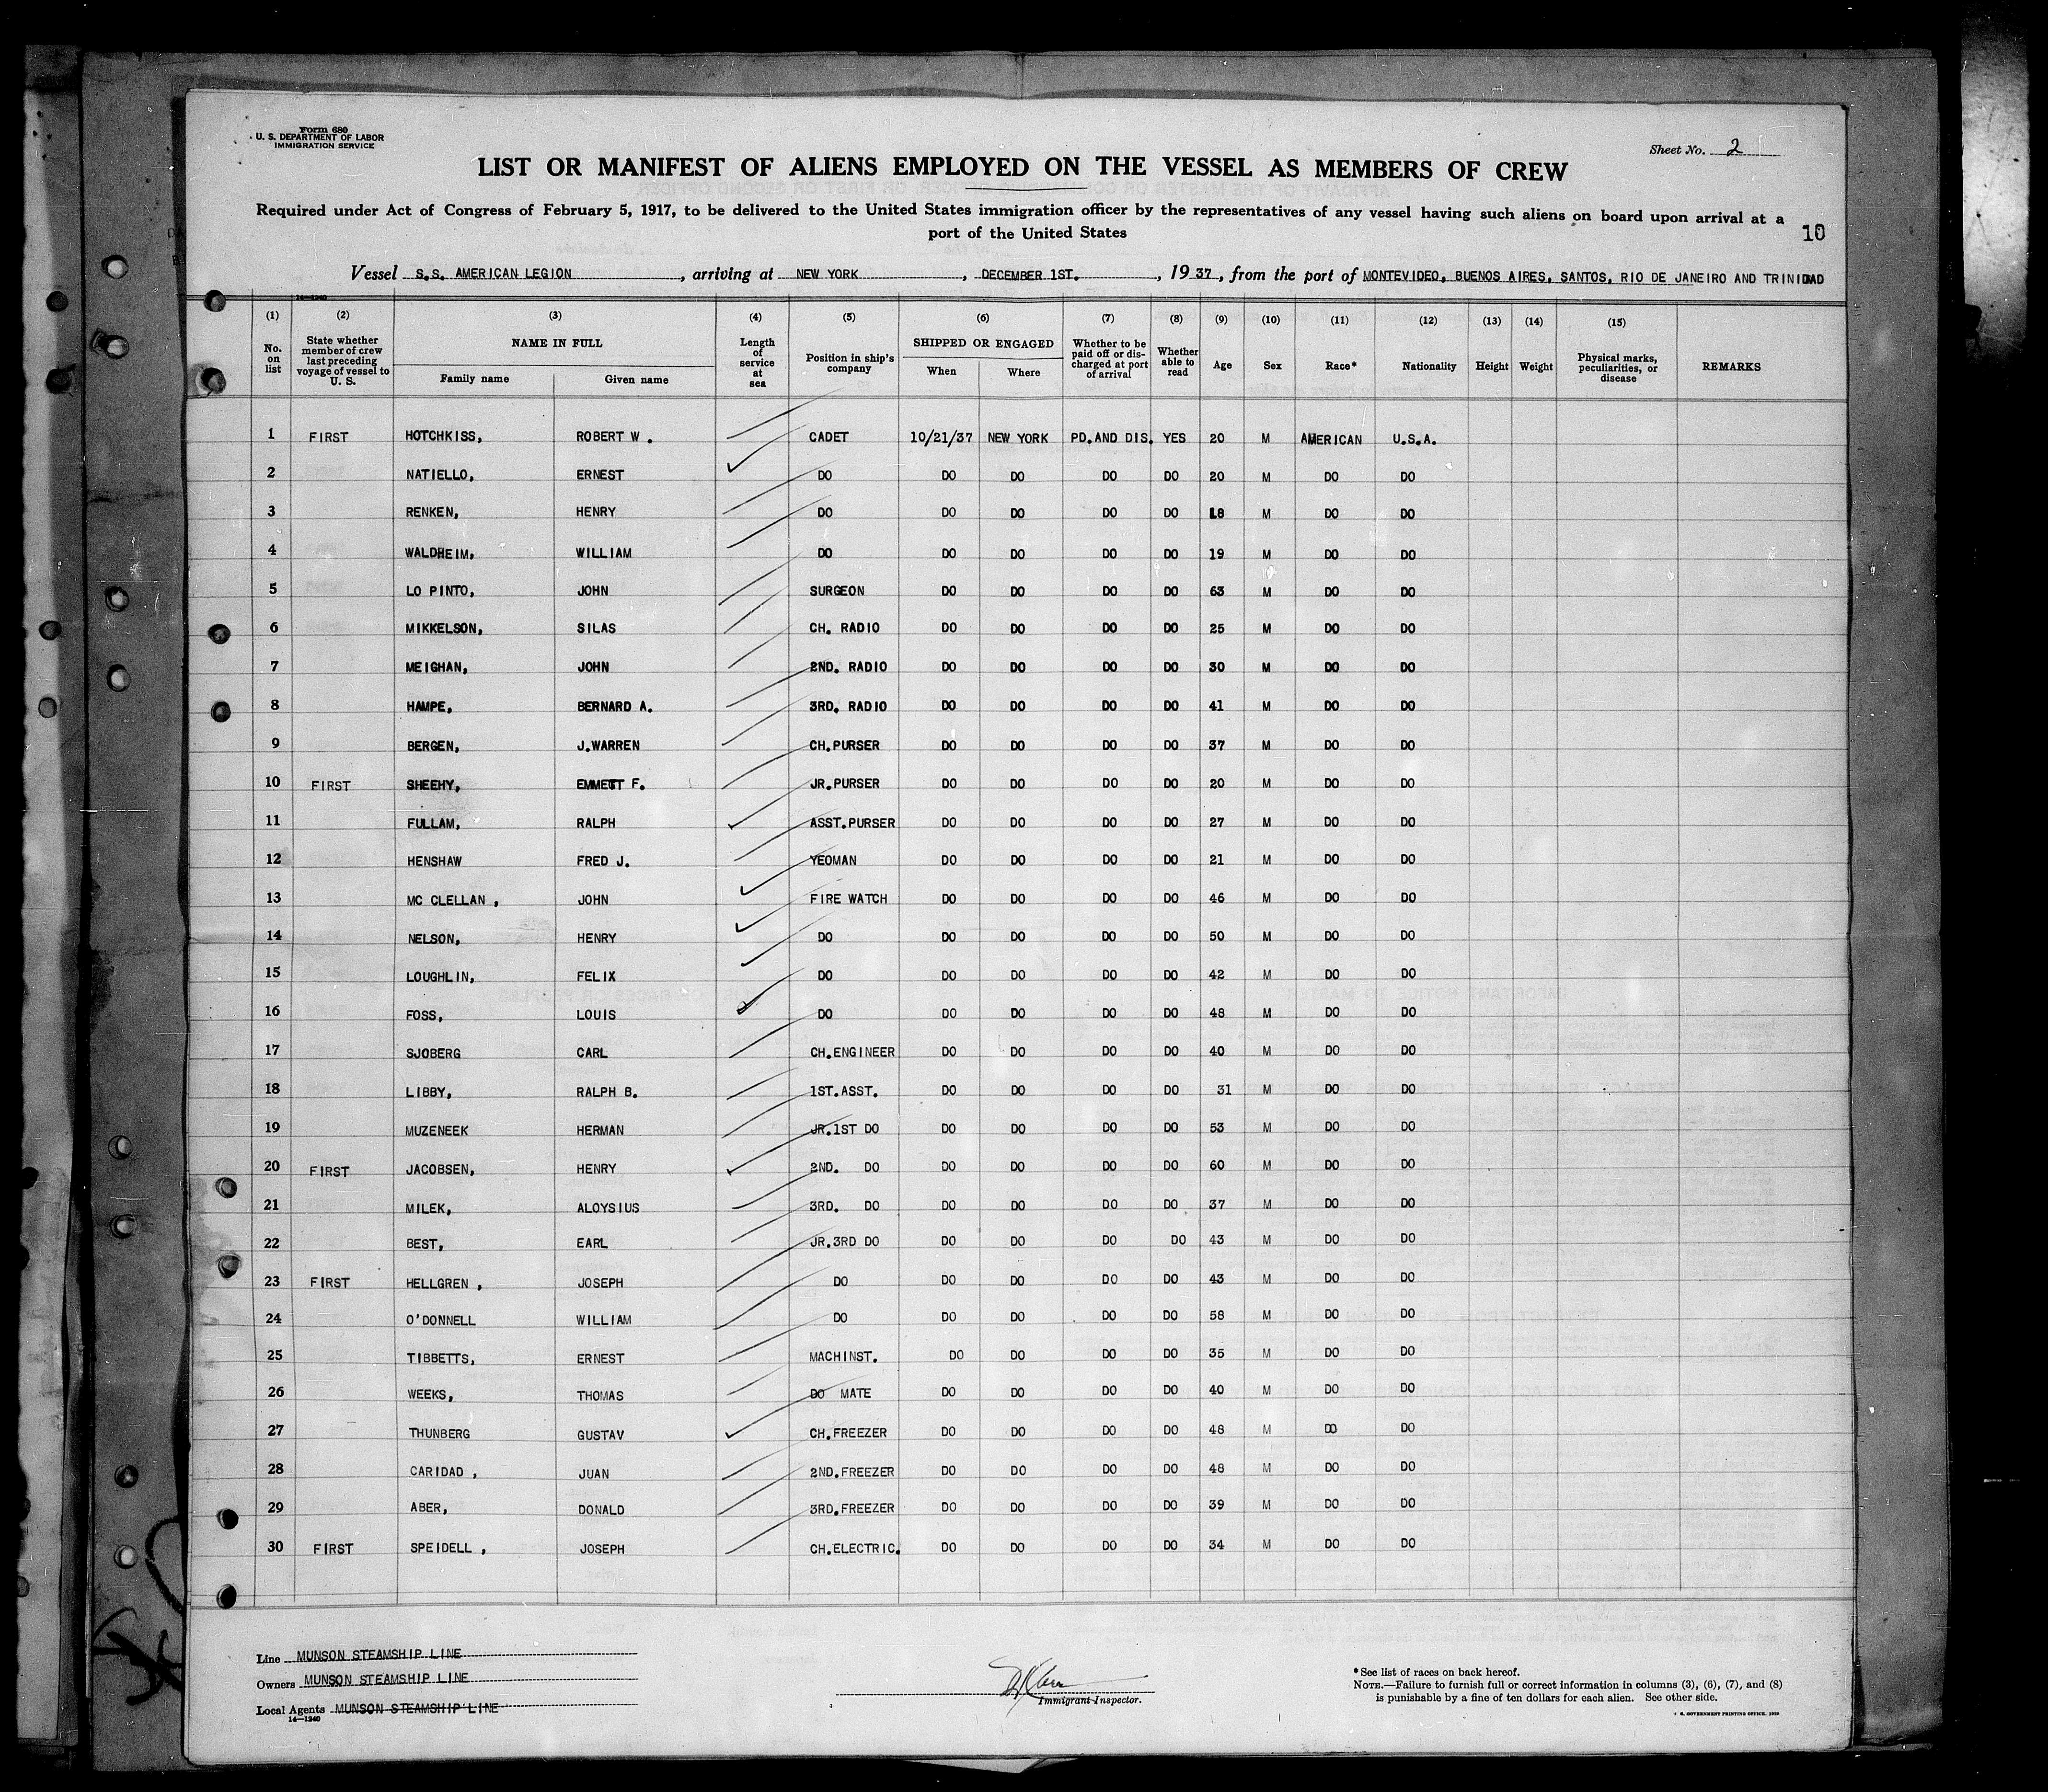 Form 680
U. S. DEPARTMENT OF LABOR
IMMIGRATION SERVICE
Sheet No. 2
LIST OR MANIFEST OF ALIENS EMPLOYED ON THE VESSEL AS MEMBERS OF CREW
Required under Act of Congress of February 5, 1917, to be delivered to the United States immigration officer by the representatives of any vessel having such aliens on board upon arrival at a
port of the United States
10
Vessel S.S. AMERICAN LEGION, arriving at NEW YORK, DECEMBER 1ST., 1937, from the port of MONTEVIDEO, BUENOS AIRES, SANTOS, RIO DE JANEIRO AND TRINIDAD
14—1240
(1) (2) (3) (4) (5) (6) (7) (8) (9) (10) (11) (12) (13) (14) (15)
No. on list | State whether member of crew last preceding voyage of vessel to U. S. | NAME IN FULL | Family name | Given name | Length of service at sea | Position in ship's company | SHIPPED OR ENGAGED | When | Where | Whether to be paid off or discharged at port of arrival | Whether able to read | Age | Sex | Race* | Nationality | Height | Weight | Physical marks, peculiarities, or disease | REMARKS
1 FIRST HOTCHKISS, ROBERT W. CADET 10/21/37 NEW YORK PD. AND DIS. YES 20 M AMERICAN U.S.A.
2 NATIELLO, ERNEST DO DO DO DO DO 20 M DO DO
3 RENKEN, HENRY DO DO DO DO DO 18 M DO DO
4 WALDHEIM, WILLIAM DO DO DO DO DO 19 M DO DO
5 LO PINTO, JOHN SURGEON DO DO DO DO 63 M DO DO
6 MIKKELSON, SILAS CH. RADIO DO DO DO DO 25 M DO DO
7 MEIGHAN, JOHN 2ND. RADIO DO DO DO DO 30 M DO DO
8 HAMPE, BERNARD A. 3RD. RADIO DO DO DO DO 41 M DO DO
9 BERGEN, J.WARREN CH.PURSER DO DO DO DO 37 M DO DO
10 FIRST SHEEHY, EMMETT F. JR.PURSER DO DO DO DO 20 M DO DO
11 FULLAM, RALPH ASST.PURSER DO DO DO DO 27 M DO DO
12 HENSHAW FRED J. YEOMAN DO DO DO DO 21 M DO DO
13 MC CLELLAN, JOHN FIRE WATCH DO DO DO DO 46 M DO DO
14 NELSON, HENRY DO DO DO DO DO 50 M DO DO
15 LOUGHLIN, FELIX DO DO DO DO DO 42 M DO DO
16 FOSS, LOUIS DO DO DO DO DO 48 M DO DO
17 SJOBERG CARL CH.ENGINEER DO DO DO DO 40 M DO DO
18 LIBBY, RALPH B. 1ST.ASST. DO DO DO DO 31 M DO DO
19 MUZENEEK HERMAN JR.1ST DO DO DO DO DO 53 M DO DO
20 FIRST JACOBSEN, HENRY 2ND. DO DO DO DO DO 60 M DO DO
21 MILEK, ALOYSIUS 3RD. DO DO DO DO DO 37 M DO DO
22 BEST, EARL JR.3RD DO DO DO DO DO 43 M DO DO
23 FIRST HELLGREN, JOSEPH DO DO DO DO DO 43 M DO DO
24 O'DONNELL WILLIAM DO DO DO DO DO 58 M DO DO
25 TIBBETTS, ERNEST MACHINST. DO DO DO DO 35 M DO DO
26 WEEKS, THOMAS DO MATE DO DO DO DO 40 M DO DO
27 THUNBERG GUSTAV CH.FREEZER DO DO DO DO 48 M DO DO
28 CARIDAD, JUAN 2ND.FREEZER DO DO DO DO 48 M DO DO
29 ABER, DONALD 3RD.FREEZER DO DO DO DO 39 M DO DO
30 FIRST SPEIDELL, JOSEPH CH.ELECTRIC. DO DO DO DO 34 M DO DO
Line MUNSON STEAMSHIP LINE
Owners MUNSON STEAMSHIP LINE
Local Agents MUNSON STEAMSHIP LINE
14—1240
Immigrant Inspector.
* See list of races on back hereof.
NOTE.—Failure to furnish full or correct information in columns (3), (6), (7), and (8)
is punishable by a fine of ten dollars for each alien. See other side.
GOVERNMENT PRINTING OFFICE